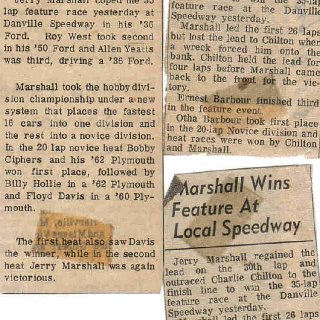 Jerry Marshall copped the 35
lap feature race yesterday at
Danville Speedway in his '36
Ford. Roy West took second
in his '50 Ford and Allen Yeatts
was third, driving a '36 Ford.
Marshall took the hobby divi-
sion championship under a new
system that places the fastest
16 cars into one division and
the rest into a novice division.
In the 20 lap novice heat Bobby
Ciphers and his '62 Plymouth
won first place, followed by
Billy Hollie in a '62 Plymouth
and Floyd Davis in a '60 Ply-
mouth.
The first heat also saw Davis
the winner, while in the second
heat Jerry Marshall was again
victorious.
feature race at the Danville
Speedway yesterday.
Marshall led the first 26 laps
but lost the lead to Chilton when
a wreck forced him onto the
bank. Chilton held the lead for
four laps before Marshall came
back to the front for the vic-
tory.
Ernest Barbour finished third
in the feature event.
Otha Barbour took first place
in the 20-lap Novice division and
heat races were won by Chilton
and Marshall.
Marshall Wins
Feature At
Local Speedway
Jerry Marshall regained the
lead on the 30th lap and
outraced Charlie Chilton to the
finish line to win the 35-lap
feature race at the Danville
Speedway yesterday.
Marshall led the first 26 laps